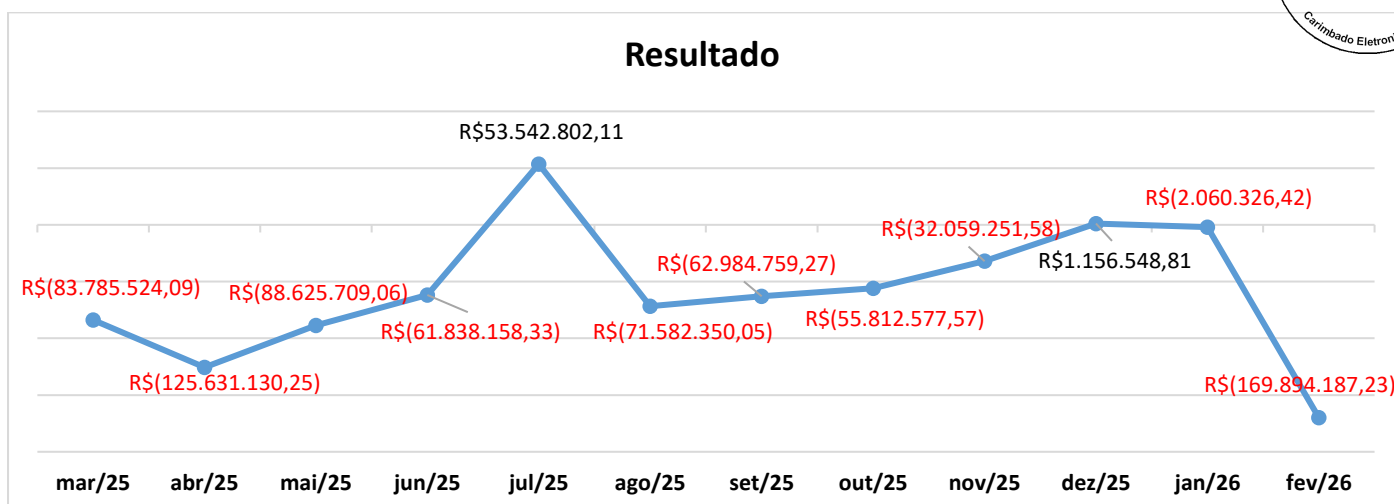 Carimbado Eletroni
Resultado
R$53.542.802,11
R$(2.060.326,42)
R$(32.059.251,58)
R$(62.984.759,27)
R$1.156.548,81
R$(83.785.524,09)
R$(88.625.709,06)
R$(61.838.158,33)
R$(71.582.350,05)
R$(55.812.577,57)
R$(125.631.130,25)
R$(169.894.187,23)
mar/25 abr/25 mai/25 jun/25 jul/25 ago/25 set/25 out/25 nov/25 dez/25 jan/26 fev/26